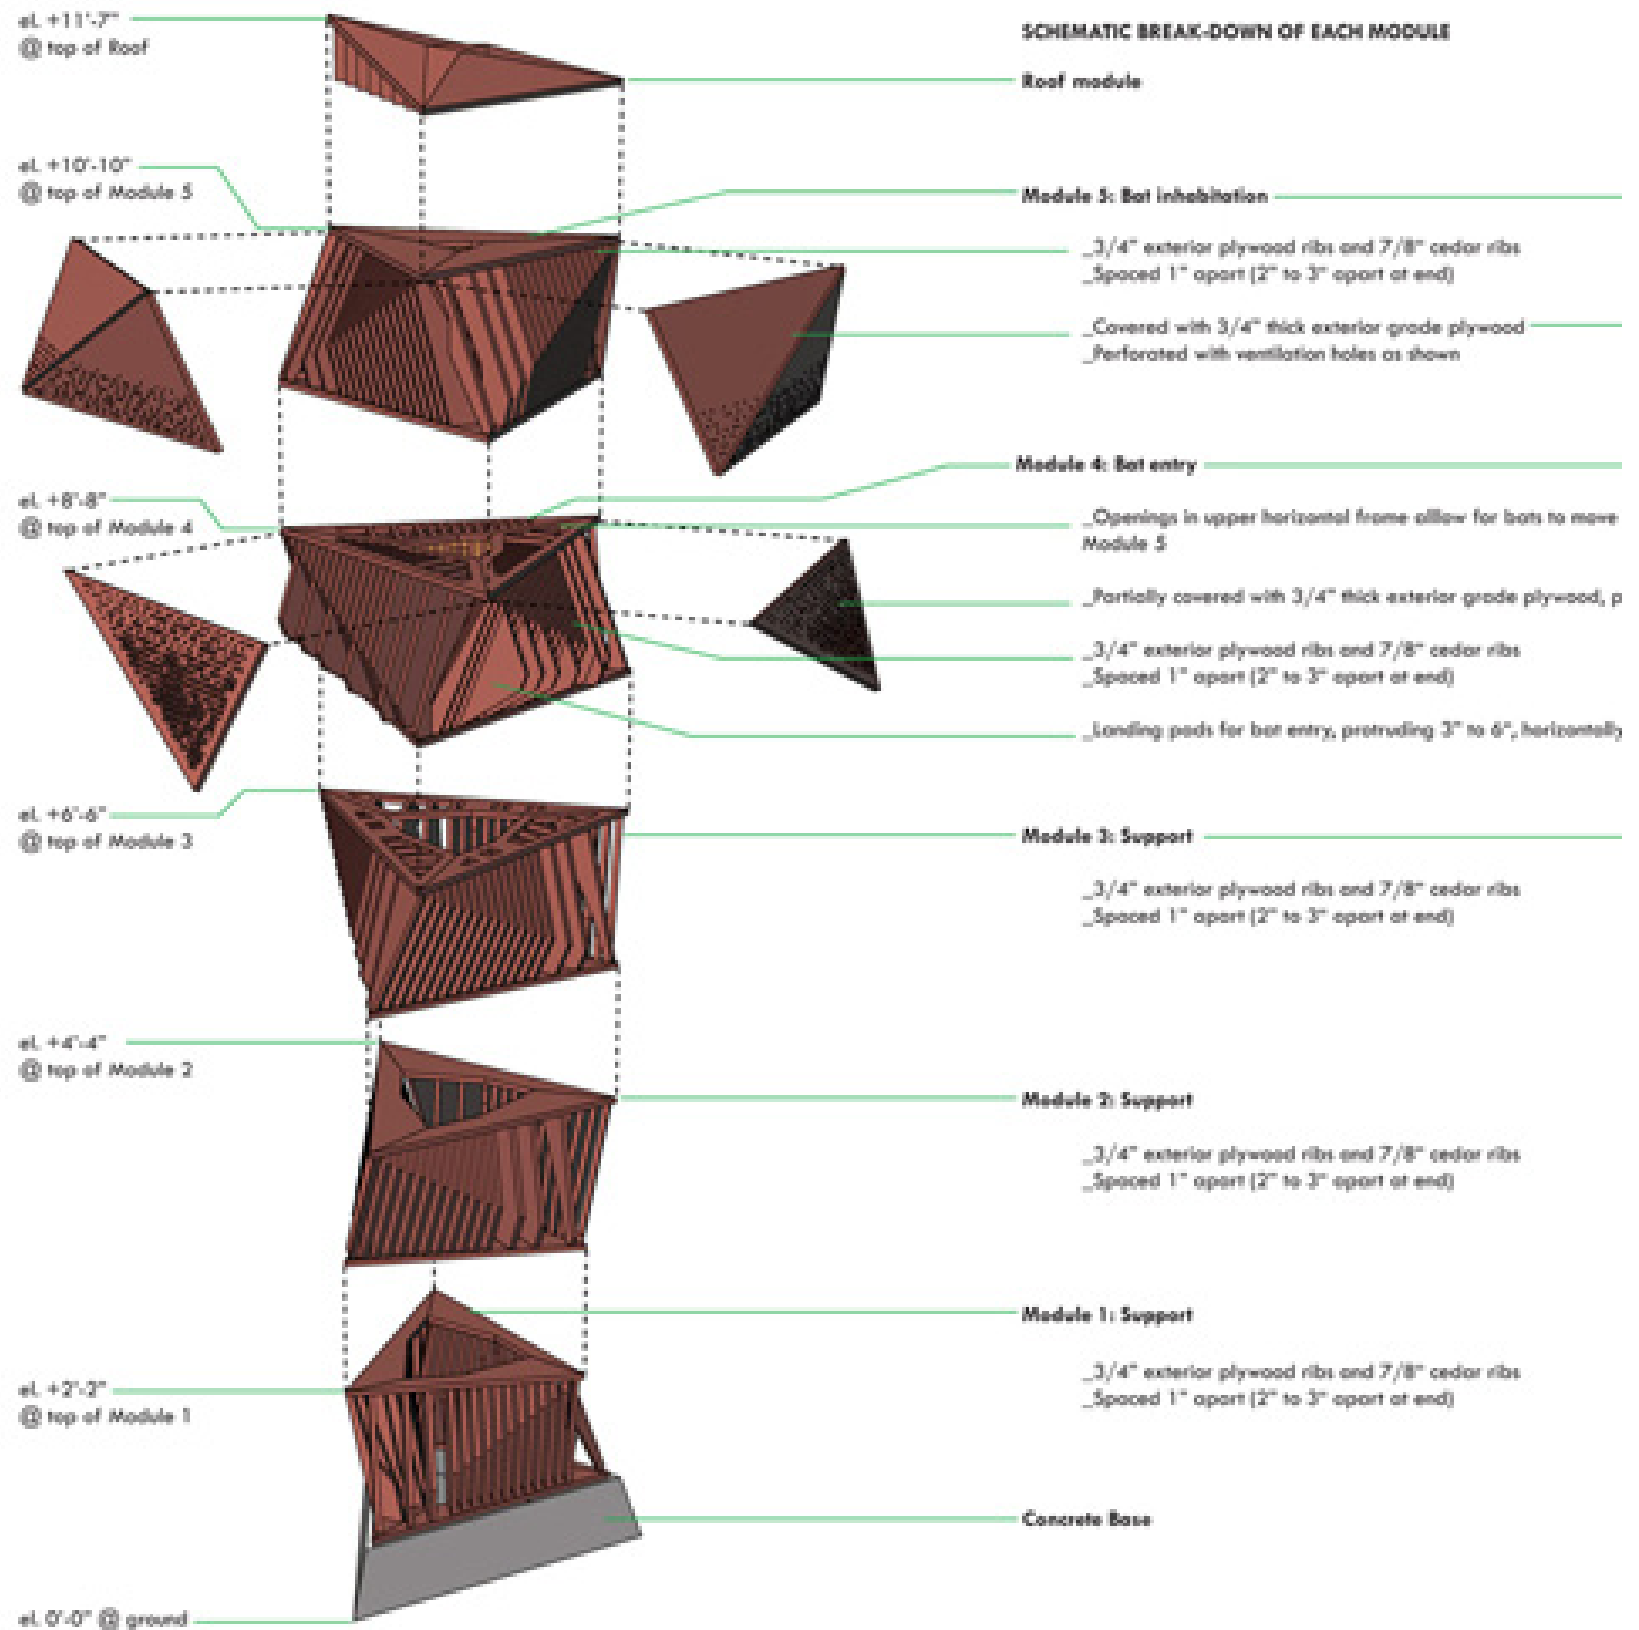 el. +11'-7"
@ top of Roof
SCHEMATIC BREAK-DOWN OF EACH MODULE
Roof module
el. +10'-10"
@ top of Module 5
Module 5: Bat inhabitation
_3/4" exterior plywood ribs and 7/8" cedar ribs
_Spaced 1" apart (2" to 3" apart at end)
_Covered with 3/4" thick exterior grade plywood
_Perforated with ventilation holes as shown
Module 4: Bat entry
el. +8'-8"
@ top of Module 4
_Openings in upper horizontal frame alllow for bats to move
Module 5
_Partially covered with 3/4" thick exterior grade plywood, p
_3/4" exterior plywood ribs and 7/8" cedar ribs
_Spaced 1" apart (2" to 3" apart at end)
_Landing pads for bat entry, protruding 3" to 6", horizontally
el. +6'-6"
@ top of Module 3
Module 3: Support
_3/4" exterior plywood ribs and 7/8" cedar ribs
_Spaced 1" apart (2" to 3" apart at end)
el. +4'-4"
@ top of Module 2
Module 2: Support
_3/4" exterior plywood ribs and 7/8" cedar ribs
_Spaced 1" apart (2" to 3" apart at end)
Module 1: Support
_3/4" exterior plywood ribs and 7/8" cedar ribs
_Spaced 1" apart (2" to 3" apart at end)
el. +2'-2"
@ top of Module 1
Concrete Base
el. 0'-0" @ ground